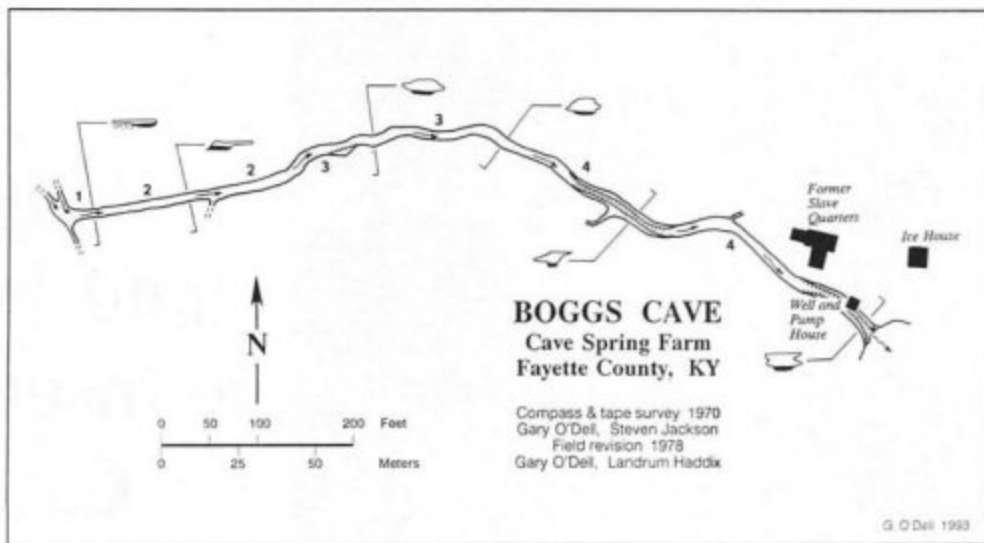 1
2
2
3
3
4
4
Former
Slave
Quarters
Ice House
Well and
Pump
House
BOGGS CAVE
Cave Spring Farm
Fayette County, KY
Compass & tape survey 1970
Gary O'Dell, Steven Jackson
Field revision 1978
Gary O'Dell, Landrum Haddix
N
0 50 100 200 Feet
0 25 50 Meters
G. O'Dell 1993